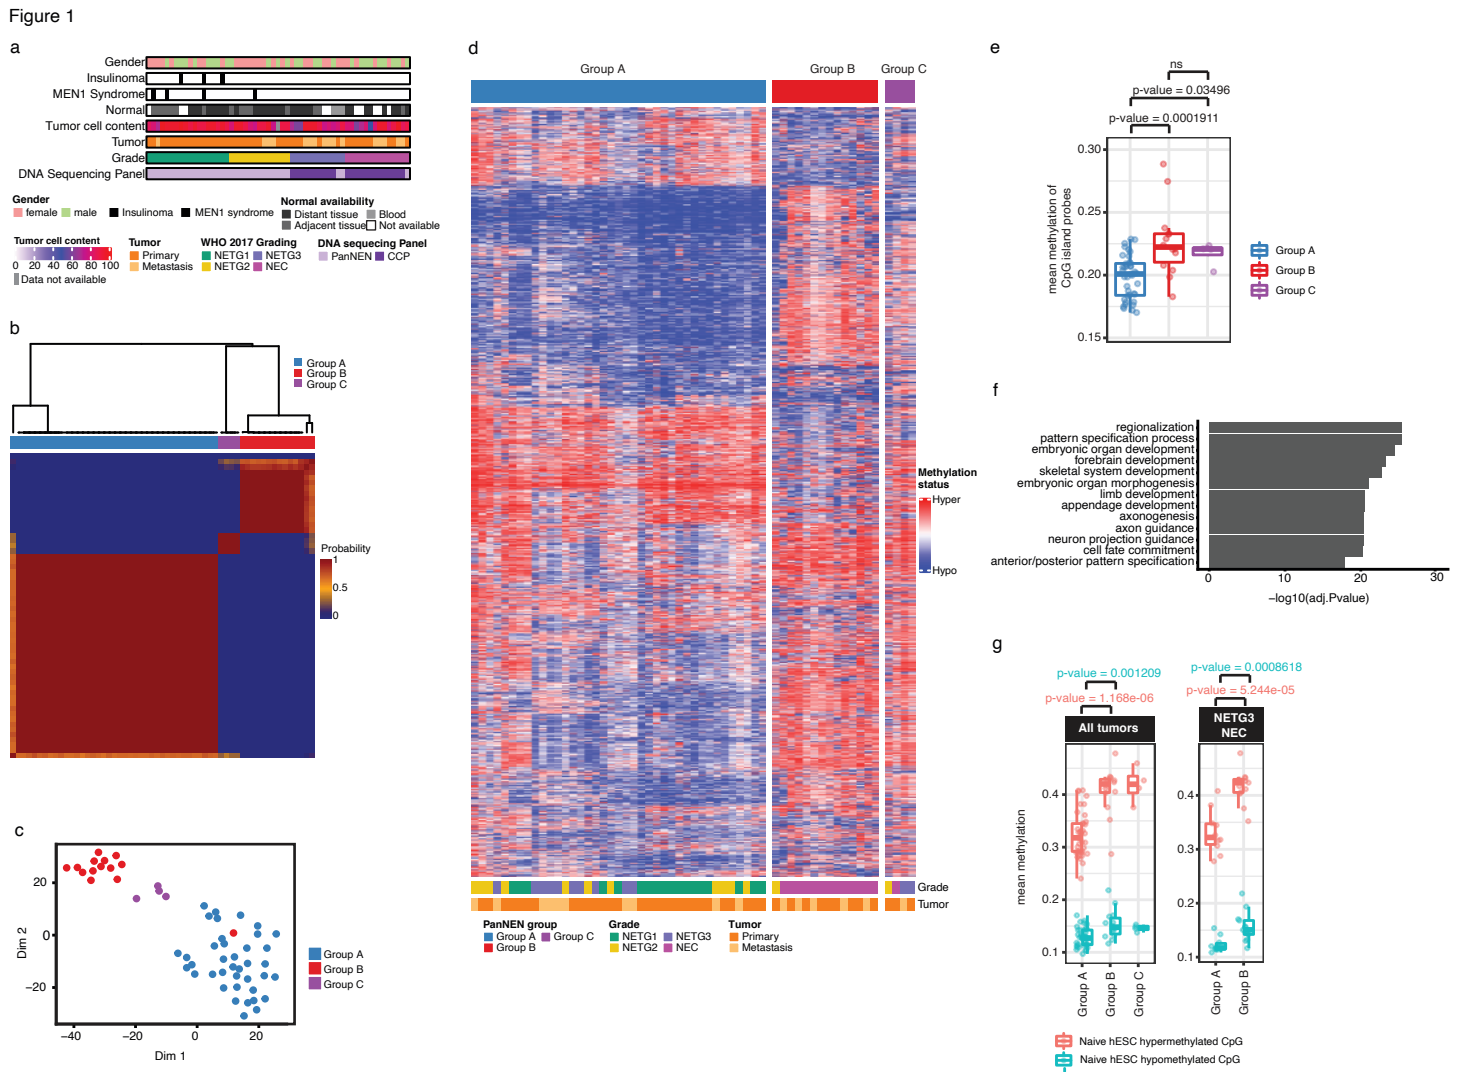 Figure 1
a
Gender
Insulinoma
MEN1 Syndrome
Normal
Tumor cell content
Tumor
Grade
DNA Sequencing Panel
Gender
female male Insulinoma MEN1 syndrome
Normal availability
Distant tissue Blood
Adjacent tissue Not available
Tumor cell content
0 20 40 60 80 100
Data not available
Tumor
Primary
Metastasis
WHO 2017 Grading
NETG1 NETG3
NETG2 NEC
DNA sequecing Panel
PanNEN CCP
b
Group A
Group B
Group C
Probability
1
0.5
0
c
20
0
−20
Dim 2
−40 −20 0 20
Dim 1
Group A
Group B
Group C
d
Group A Group B Group C
Methylation
status
Hyper
Hypo
Grade
Tumor
PanNEN group
Group A Group C
Group B
Grade
NETG1 NETG3
NETG2 NEC
Tumor
Primary
Metastasis
e
ns
p-value = 0.03496
p-value = 0.0001911
0.30
0.25
0.20
0.15
mean methylation of
CpG island probes
Group A
Group B
Group C
f
regionalization
pattern specification process
embryonic organ development
forebrain development
skeletal system development
embryonic organ morphogenesis
limb development
appendage development
axonogenesis
axon guidance
neuron projection guidance
cell fate commitment
anterior/posterior pattern specification
0 10 20 30
−log10(adj.Pvalue)
g
p-value = 0.001209
p-value = 1.168e-06
All tumors
p-value = 0.0008618
p-value = 5.244e-05
NETG3
NEC
mean methylation
0.4
0.3
0.2
0.1
0.4
0.3
0.2
0.1
Group A
Group B
Group C
Group A
Group B
Naive hESC hypermethylated CpG
Naive hESC hypomethylated CpG